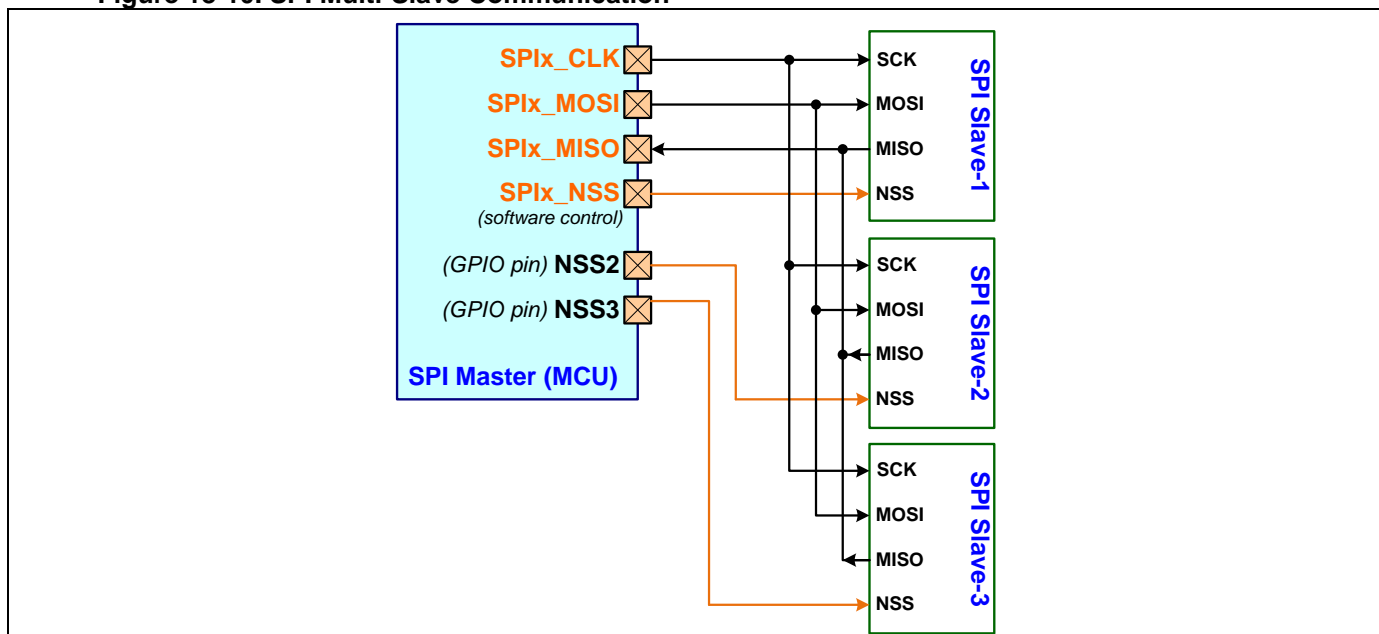 SPIx_CLK
SPIx_MOSI
SPIx_MISO
SPIx_NSS
(software control)
(GPIO pin) NSS2
(GPIO pin) NSS3
SPI Master (MCU)
SCK
MOSI
MISO
NSS
SPI Slave-1
SCK
MOSI
MISO
NSS
SPI Slave-2
SCK
MOSI
MISO
NSS
SPI Slave-3